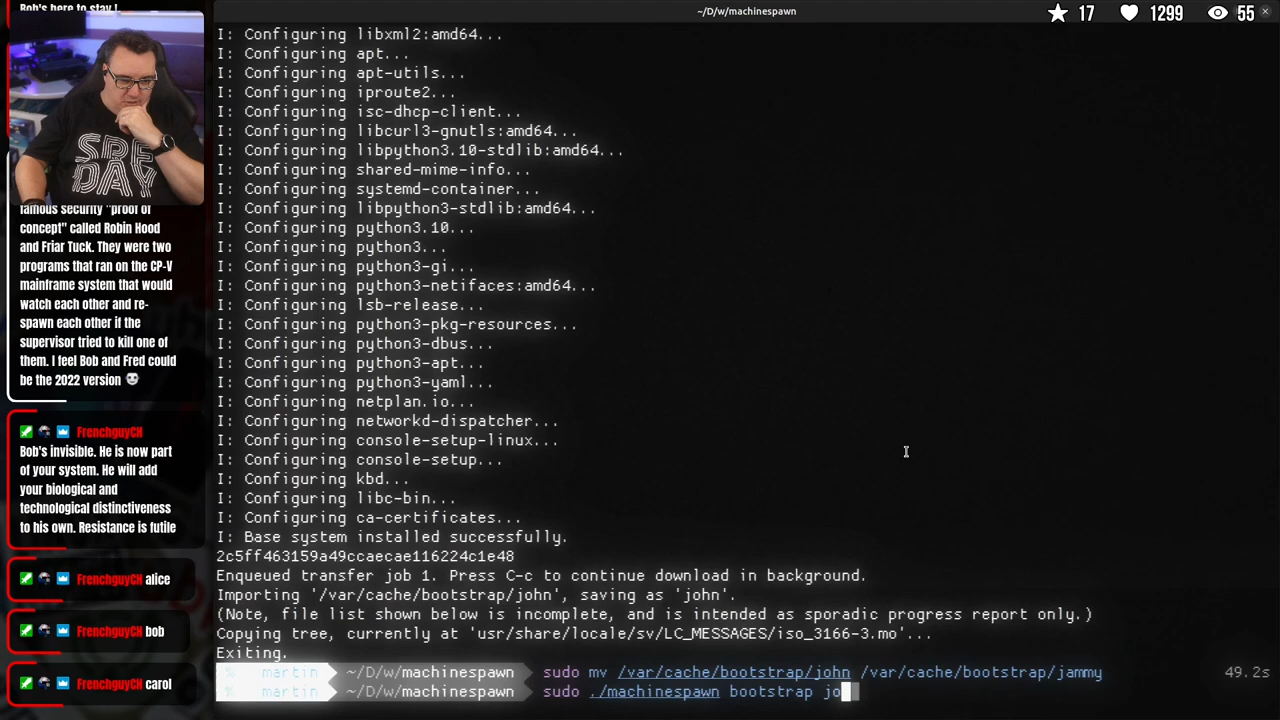 Bob's here to stay !
famous security "proof of
concept" called Robin Hood
and Friar Tuck. They were two
programs that ran on the CP-V
mainframe system that would
watch each other and re-
spawn each other if the
supervisor tried to kill one of
them. I feel Bob and Fred could
be the 2022 version
FrenchguyCH
Bob's invisible. He is now part
of your system. He will add
your biological and
technological distinctiveness
to his own. Resistance is futile
FrenchguyCH alice
FrenchguyCH bob
FrenchguyCH carol
~/D/w/machinespawn
17 1299 55
I: Configuring libxml2:amd64...
I: Configuring apt...
I: Configuring apt-utils...
I: Configuring iproute2...
I: Configuring isc-dhcp-client...
I: Configuring libcurl3-gnutls:amd64...
I: Configuring libpython3.10-stdlib:amd64...
I: Configuring shared-mime-info...
I: Configuring systemd-container...
I: Configuring libpython3-stdlib:amd64...
I: Configuring python3.10...
I: Configuring python3...
I: Configuring python3-gi...
I: Configuring python3-netifaces:amd64...
I: Configuring lsb-release...
I: Configuring python3-pkg-resources...
I: Configuring python3-dbus...
I: Configuring python3-apt...
I: Configuring python3-yaml...
I: Configuring netplan.io...
I: Configuring networkd-dispatcher...
I: Configuring console-setup-linux...
I: Configuring console-setup...
I: Configuring kbd...
I: Configuring libc-bin...
I: Configuring ca-certificates...
I: Base system installed successfully.
2c5ff463159a49ccaecae116224c1e48
Enqueued transfer job 1. Press C-c to continue download in background.
Importing '/var/cache/bootstrap/john', saving as 'john'.
(Note, file list shown below is incomplete, and is intended as sporadic progress report only.)
Copying tree, currently at 'usr/share/locale/sv/LC_MESSAGES/iso_3166-3.mo'...
Exiting.
% martin ~/D/w/machinespawn sudo mv /var/cache/bootstrap/john /var/cache/bootstrap/jammy 49.2s
% martin ~/D/w/machinespawn sudo ./machinespawn bootstrap jo
SRE
DAY